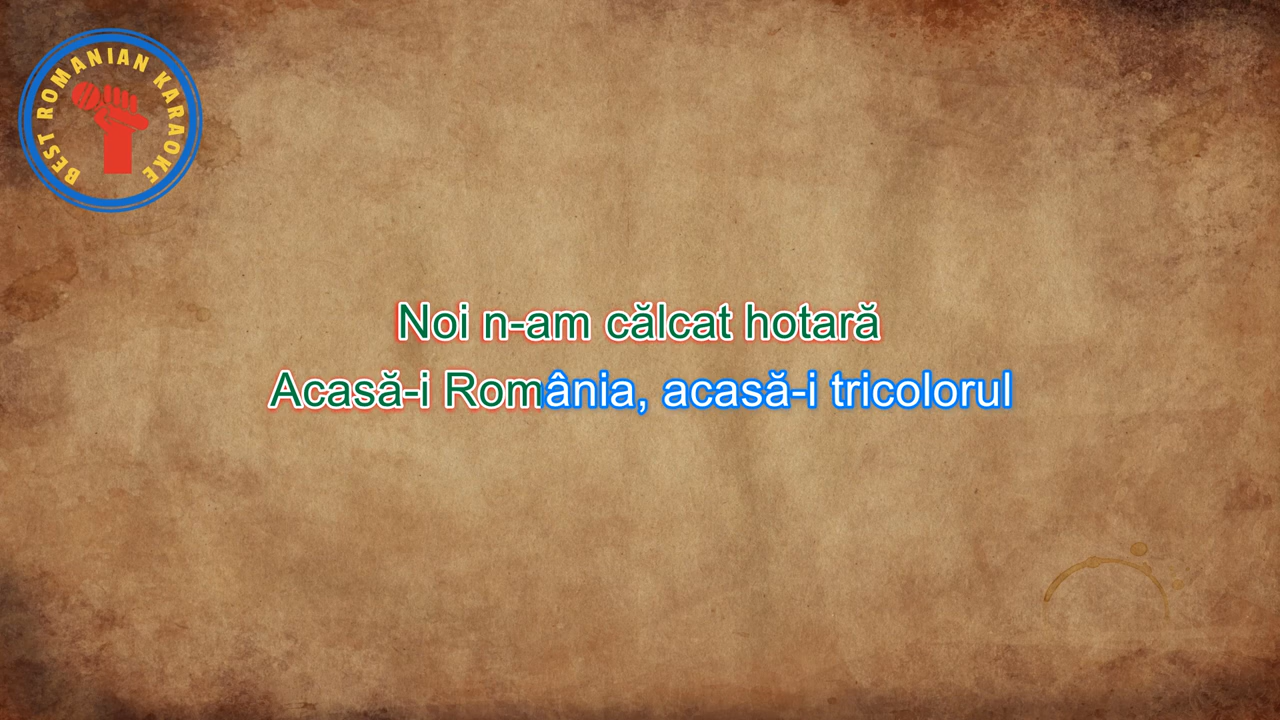 BEST ROMANIAN KARAOKE
Noi n-am călcat hotară
Acasă-i România, acasă-i tricolorul